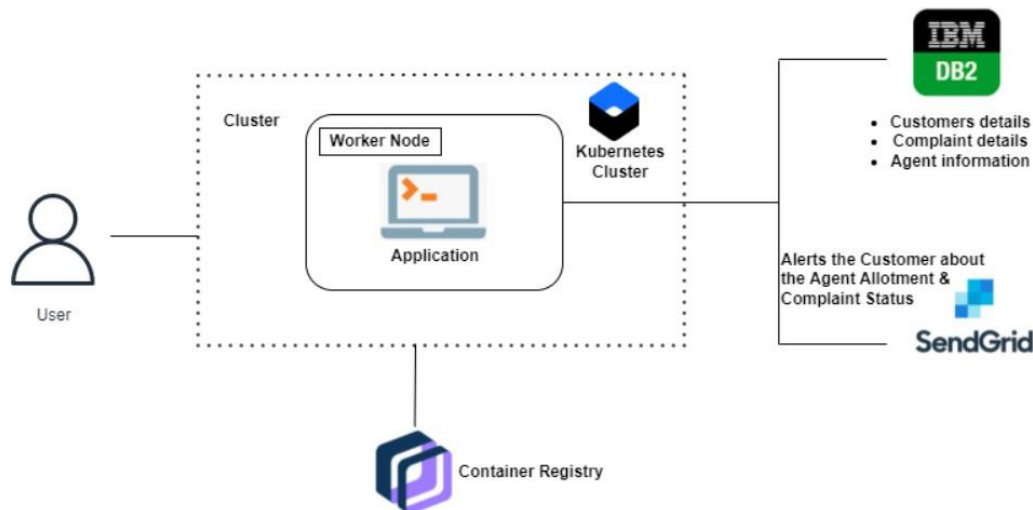 IBM
DB2
Cluster
Worker Node
Kubernetes
Cluster
Application
• Customers details
• Complaint details
• Agent information
User
Alerts the Customer about
the Agent Allotment &
Complaint Status
SendGrid
Container Registry